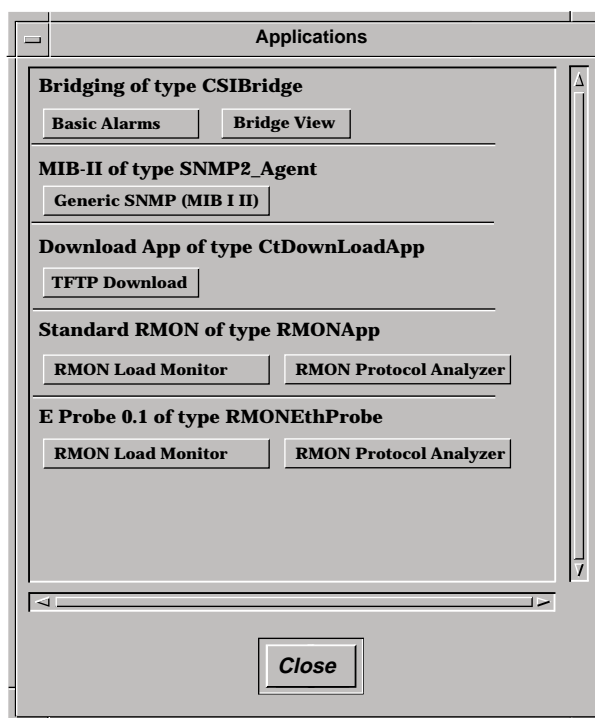 Applications
Bridging of type CSIBridge
Basic Alarms Bridge View
MIB-II of type SNMP2_Agent
Generic SNMP (MIB I II)
Download App of type CtDownLoadApp
TFTP Download
Standard RMON of type RMONApp
RMON Load Monitor RMON Protocol Analyzer
E Probe 0.1 of type RMONEthProbe
RMON Load Monitor RMON Protocol Analyzer
Close